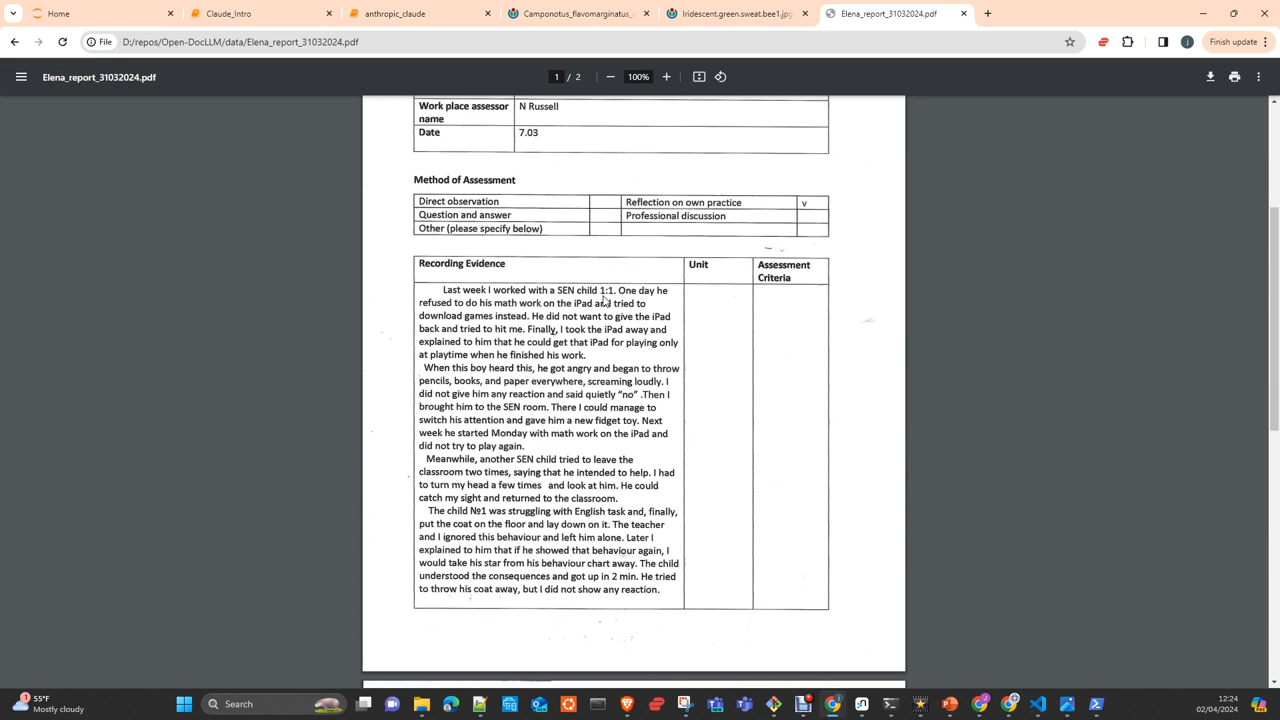 Home
Claude_Intro
anthropic_claude
Camponotus_flavomarginatus_
Iridescent.green.sweat.bee1.jpg
Elena_report_31032024.pdf
File
D:/repos/Open-DocLLM/data/Elena_report_31032024.pdf
Finish update
Elena_report_31032024.pdf
1 / 2
100%
Work place assessor name
N Russell
Date
7.03
Method of Assessment
Direct observation
Reflection on own practice
v
Question and answer
Professional discussion
Other (please specify below)
Recording Evidence
Unit
Assessment
Criteria
Last week I worked with a SEN child 1:1. One day he
refused to do his math work on the iPad and tried to
download games instead. He did not want to give the iPad
back and tried to hit me. Finally, I took the iPad away and
explained to him that he could get that iPad for playing only
at playtime when he finished his work.
When this boy heard this, he got angry and began to throw
pencils, books, and paper everywhere, screaming loudly. I
did not give him any reaction and said quietly “no” .Then I
brought him to the SEN room. There I could manage to
switch his attention and gave him a new fidget toy. Next
week he started Monday with math work on the iPad and
did not try to play again.
Meanwhile, another SEN child tried to leave the
classroom two times, saying that he intended to help. I had
to turn my head a few times and look at him. He could
catch my sight and returned to the classroom.
The child №1 was struggling with English task and, finally,
put the coat on the floor and lay down on it. The teacher
and I ignored this behaviour and left him alone. Later I
explained to him that if he showed that behaviour again, I
would take his star from his behaviour chart away. The child
understood the consequences and got up in 2 min. He tried
to throw his coat away, but I did not show any reaction.
55°F
Mostly cloudy
Search
12:24
02/04/2024